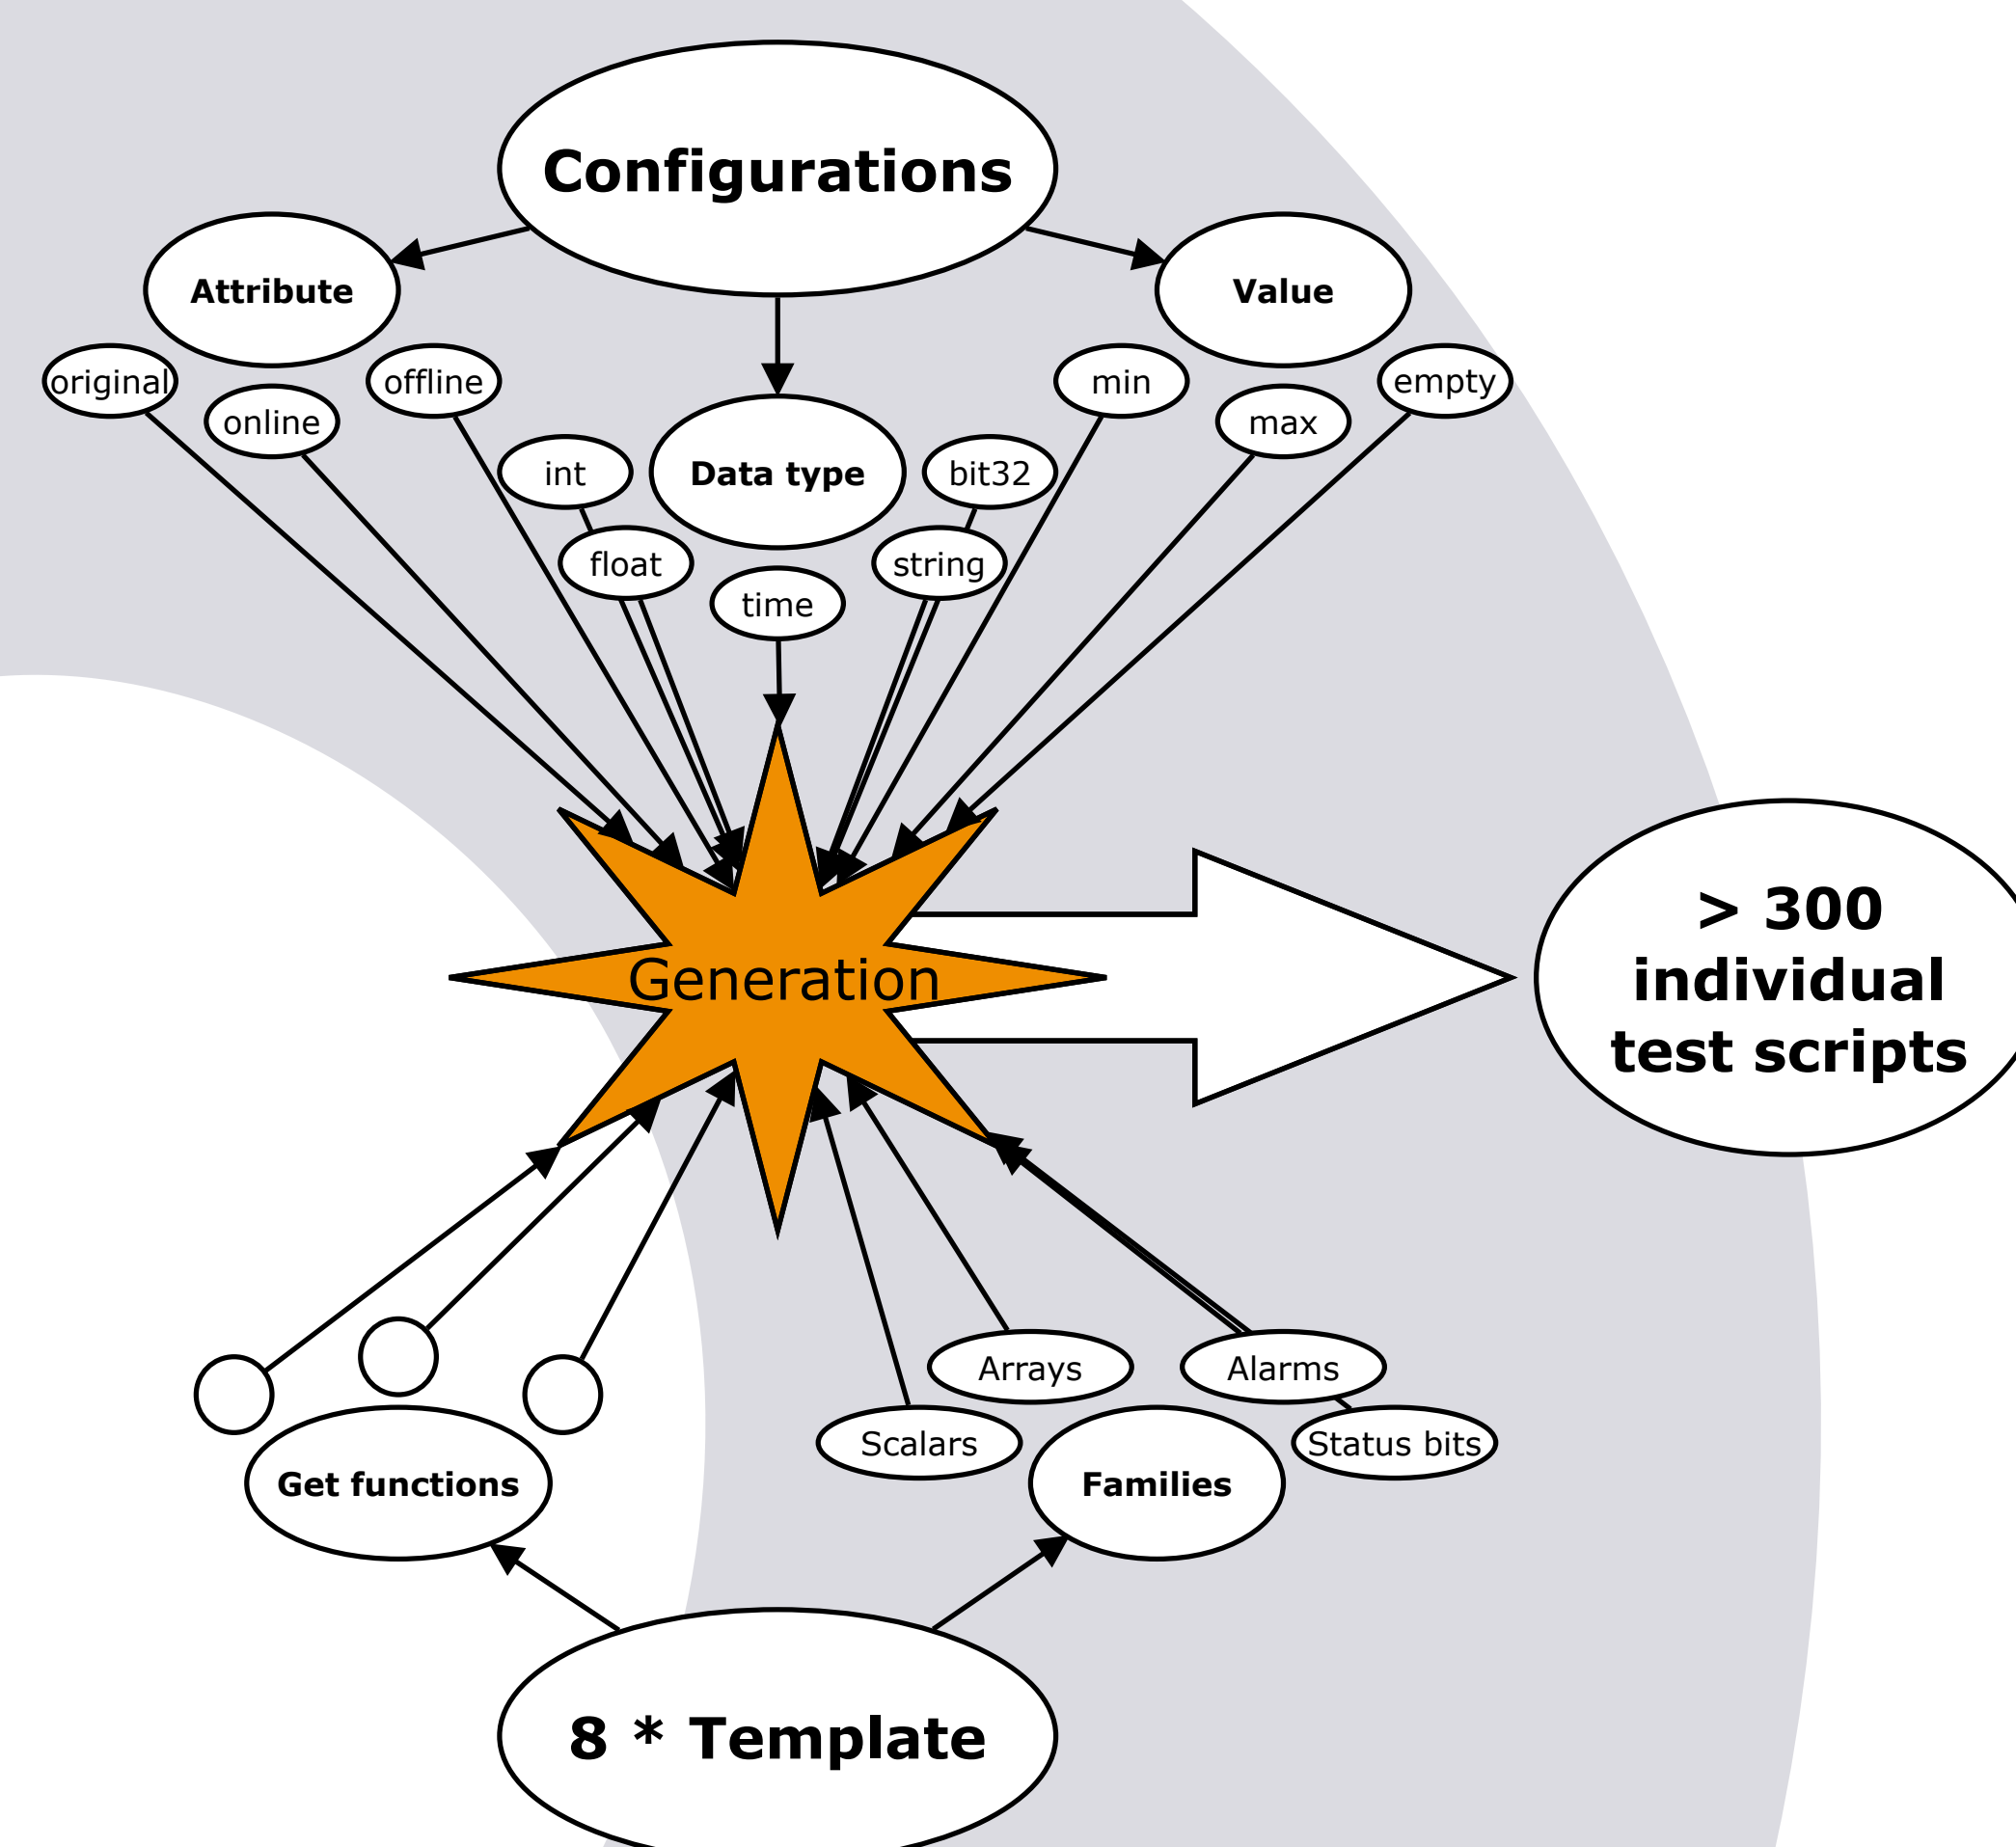 Configurations
Attribute
Value
original
offline
min
empty
online
max
int
Data type
bit32
float
string
time
> 300
individual
test scripts
Generation
Arrays
Alarms
Scalars
Status bits
Get functions
Families
8 * Template